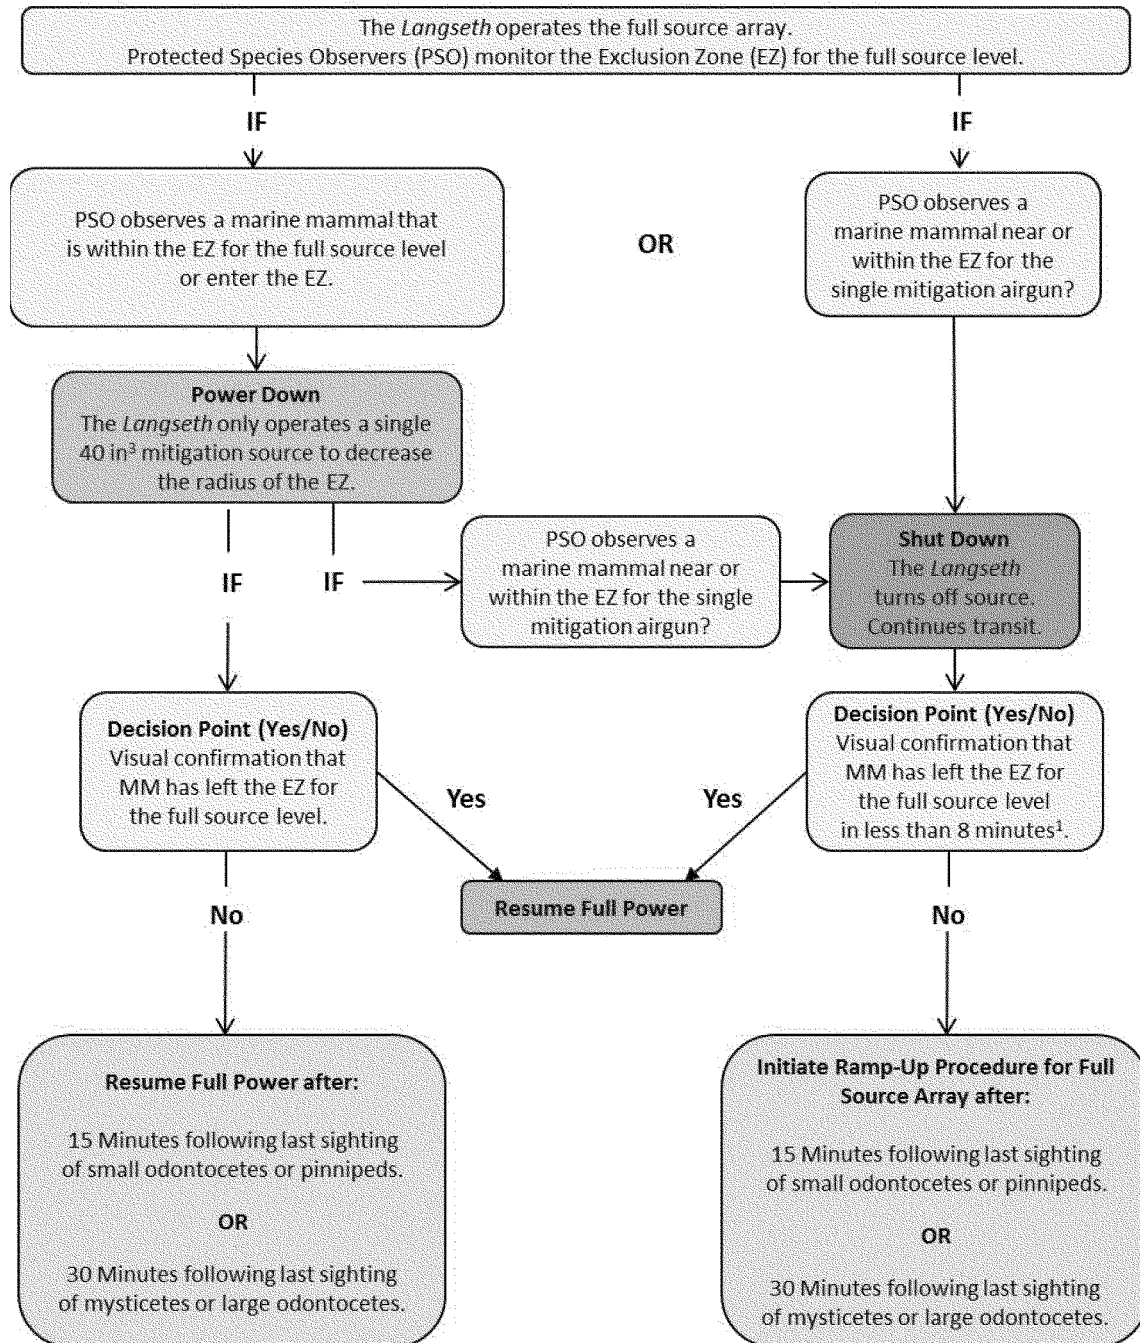 The Langseth operates the full source array.
Protected Species Observers (PSO) monitor the Exclusion Zone (EZ) for the full source level.
IF
IF
PSO observes a marine mammal that
is within the EZ for the full source level
or enter the EZ.
OR
PSO observes a
marine mammal near or
within the EZ for the
single mitigation airgun?
Power Down
The Langseth only operates a single
40 in³ mitigation source to decrease
the radius of the EZ.
IF
IF
PSO observes a
marine mammal near or
within the EZ for the single
mitigation airgun?
Shut Down
The Langseth
turns off source.
Continues transit.
Decision Point (Yes/No)
Visual confirmation that
MM has left the EZ for
the full source level.
Yes
Yes
Decision Point (Yes/No)
Visual confirmation that
MM has left the EZ for
the full source level
in less than 8 minutes¹.
Resume Full Power
No
No
Resume Full Power after:
15 Minutes following last sighting
of small odontocetes or pinnipeds.
OR
30 Minutes following last sighting
of mysticetes or large odontocetes.
Initiate Ramp-Up Procedure for Full
Source Array after:
15 Minutes following last sighting
of small odontocetes or pinnipeds.
OR
30 Minutes following last sighting
of mysticetes or large odontocetes.